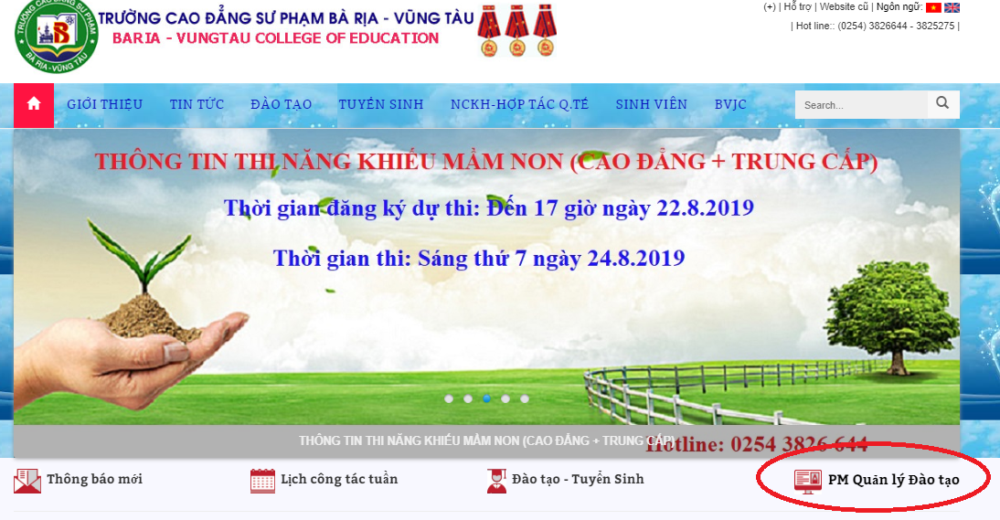 TRƯỜNG CAO ĐẲNG SƯ PHẠM
BÀ RỊA - VŨNG TÀU
TRƯỜNG CAO ĐẲNG SƯ PHẠM BÀ RỊA - VŨNG TÀU
BARIA - VUNGTAU COLLEGE OF EDUCATION
(+) | Hỗ trợ | Website cũ | Ngôn ngữ:
| Hot line:: (0254) 3826644 - 3825275 |
GIỚI THIỆU TIN TỨC ĐÀO TẠO TUYỂN SINH NCKH-HỢP TÁC Q.TẾ SINH VIÊN BVJC
Search...
THÔNG TIN THI NĂNG KHIẾU MẦM NON (CAO ĐẲNG + TRUNG CẤP)
Thời gian đăng ký dự thi: Đến 17 giờ ngày 22.8.2019
Thời gian thi: Sáng thứ 7 ngày 24.8.2019
THÔNG TIN THI NĂNG KHIẾU MẦM NON (CAO ĐẲNG + TRUNG CẤP)
Hotline: 0254 3826 644
Thông báo mới
Lịch công tác tuần
Đào tạo - Tuyển Sinh
PM Quản lý Đào tạo